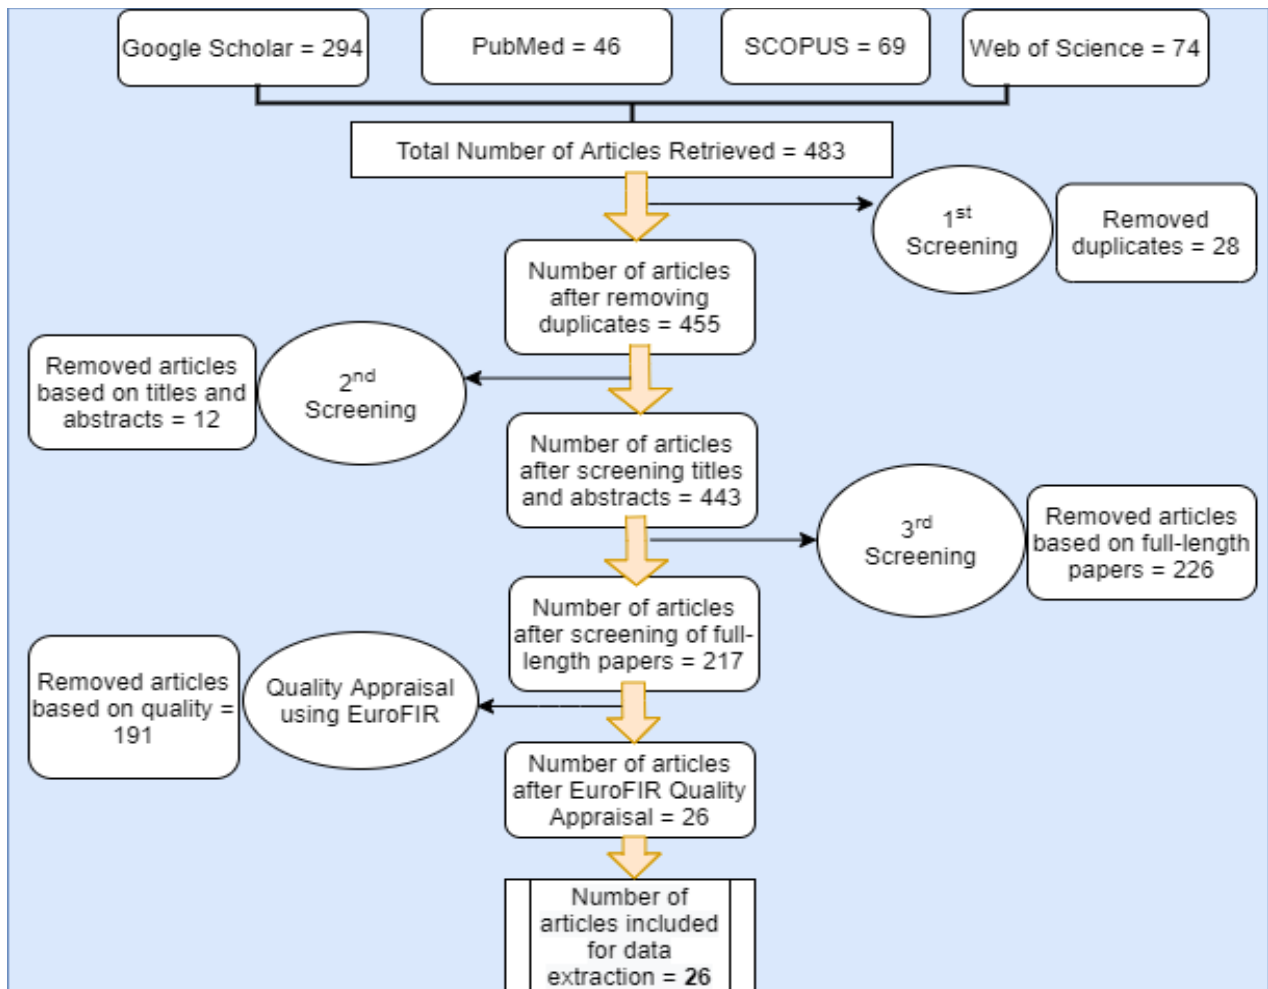 Google Scholar = 294
PubMed = 46
SCOPUS = 69
Web of Science = 74
Total Number of Articles Retrieved = 483
1st
Screening
Removed
duplicates = 28
Number of articles
after removing
duplicates = 455
Removed articles
based on titles and
abstracts = 12
2nd
Screening
Number of articles
after screening titles
and abstracts = 443
3rd
Screening
Removed articles
based on full-length
papers = 226
Number of articles
after screening of full-
length papers = 217
Removed articles
based on quality =
191
Quality Appraisal
using EuroFIR
Number of articles
after EuroFIR Quality
Appraisal = 26
Number of
articles included
for data
extraction = 26